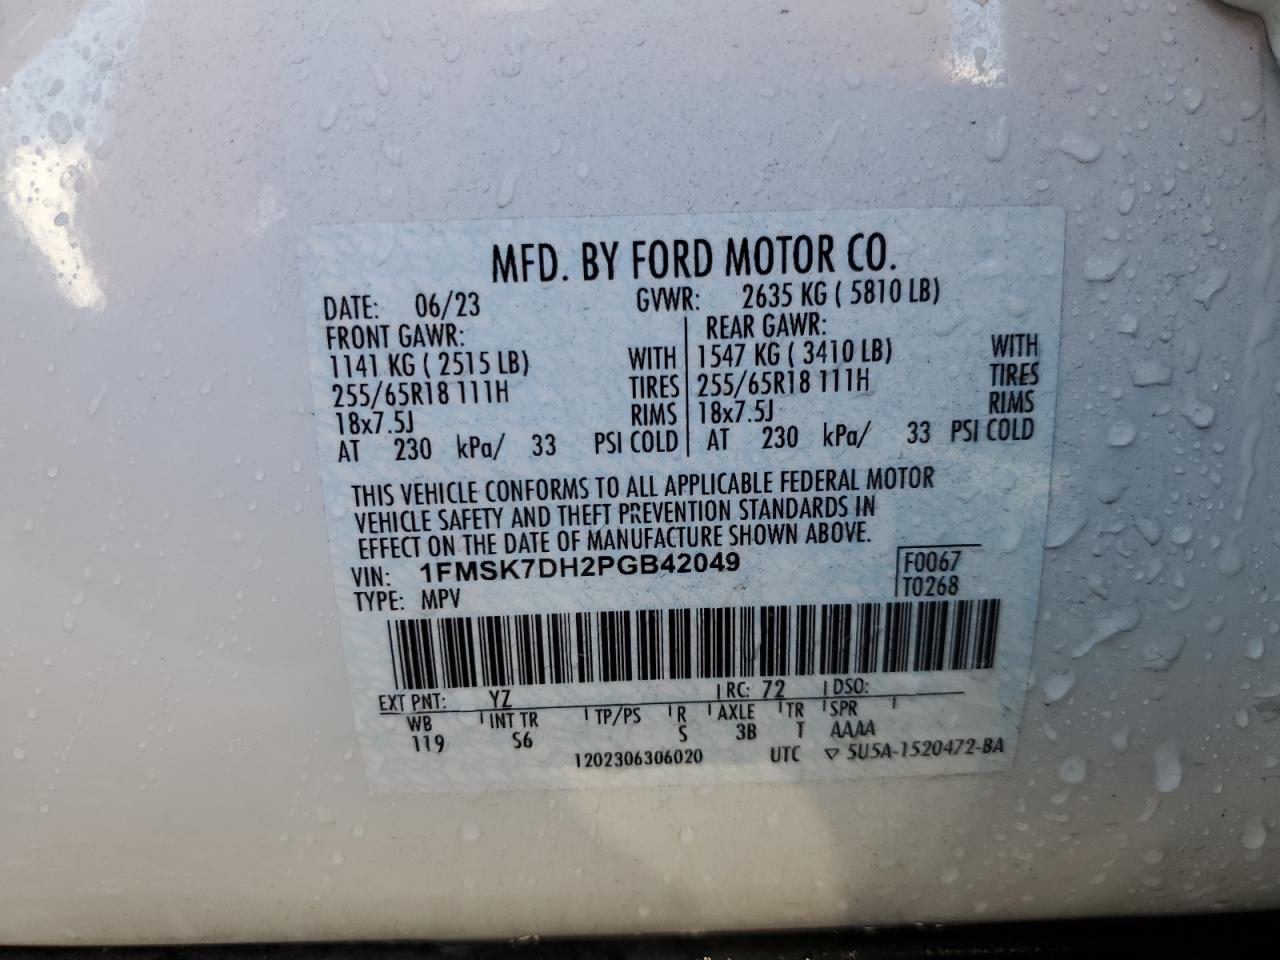 MFD. BY FORD MOTOR CO.
DATE: 06/23 GVWR: 2635 KG ( 5810 LB)
FRONT GAWR: REAR GAWR:
1141 KG ( 2515 LB) WITH 1547 KG ( 3410 LB) WITH
255/65R18 111H TIRES 255/65R18 111H TIRES
18x7.5J RIMS 18x7.5J RIMS
AT 230 kPa/ 33 PSI COLD AT 230 kPa/ 33 PSI COLD
THIS VEHICLE CONFORMS TO ALL APPLICABLE FEDERAL MOTOR
VEHICLE SAFETY AND THEFT PREVENTION STANDARDS IN
EFFECT ON THE DATE OF MANUFACTURE SHOWN ABOVE.
VIN: 1FMSK7DH2PGB42049 F0067
TYPE: MPV T0268
EXT PNT: YZ RC: 72 DSO:
WB INT TR TP/PS R AXLE TR SPR
119 S6 S 3B T AAAA
1202306306020 UTC ▽ 5U5A-1520472-BA